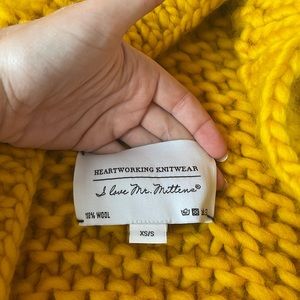 HEARTWORKING KNITWEAR
I love Mr. Mittens®
100% WOOL
XS/S